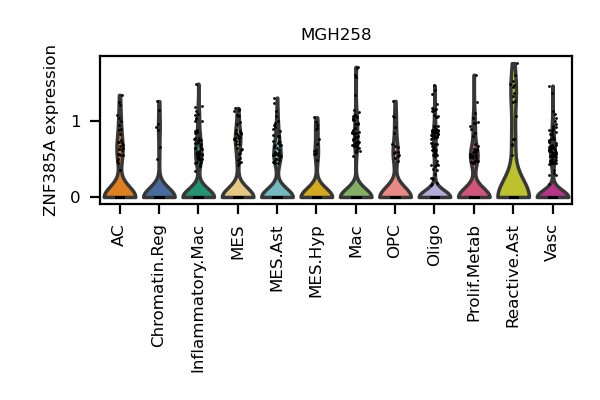 MGH258
ZNF385A expression
1
0
AC
Chromatin.Reg
Inflammatory.Mac
MES
MES.Ast
MES.Hyp
Mac
OPC
Oligo
Prolif.Metab
Reactive.Ast
Vasc